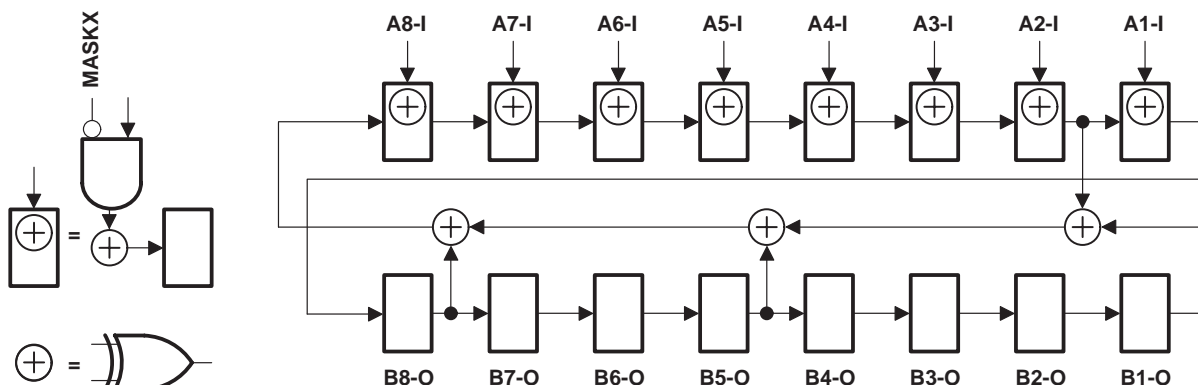 MASKX
A8-I A7-I A6-I A5-I A4-I A3-I A2-I A1-I
=
=
B8-O B7-O B6-O B5-O B4-O B3-O B2-O B1-O